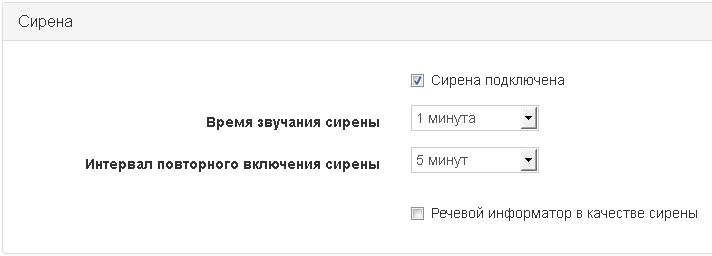 Сирена
Сирена подключена
Время звучания сирены 1 минута
Интервал повторного включения сирены 5 минут
Речевой информатор в качестве сирены